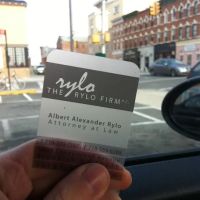 rylo
THE RYLO FIRM
Albert Alexander Rylo
Attorney at Law